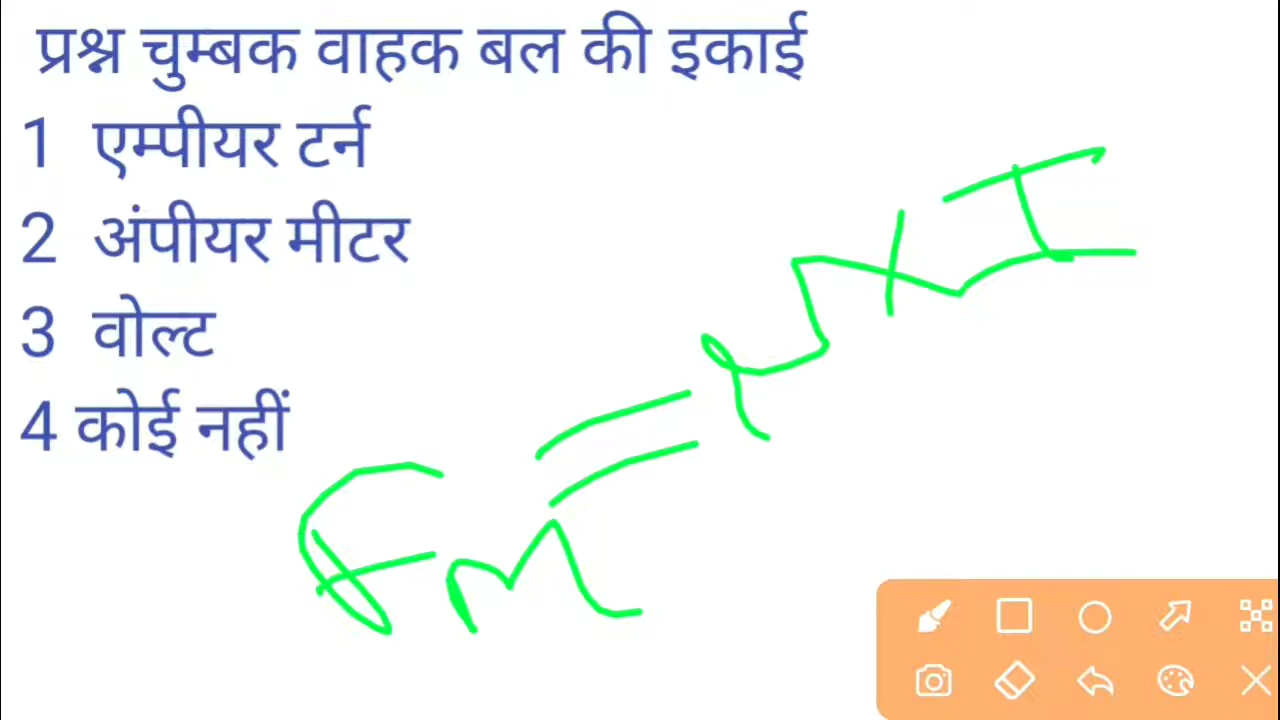 प्रश्न चुम्बक वाहक बल की इकाई
1 एम्पीयर टर्न
2 अंपीयर मीटर
3 वोल्ट
4 कोई नहीं
Fm = n x I